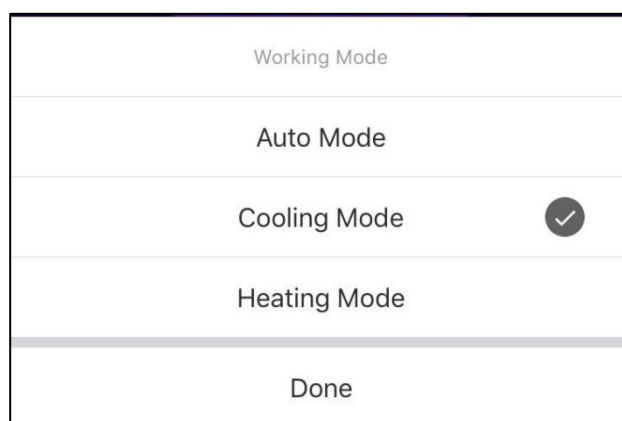 Working Mode
Auto Mode
Cooling Mode
Heating Mode
Done